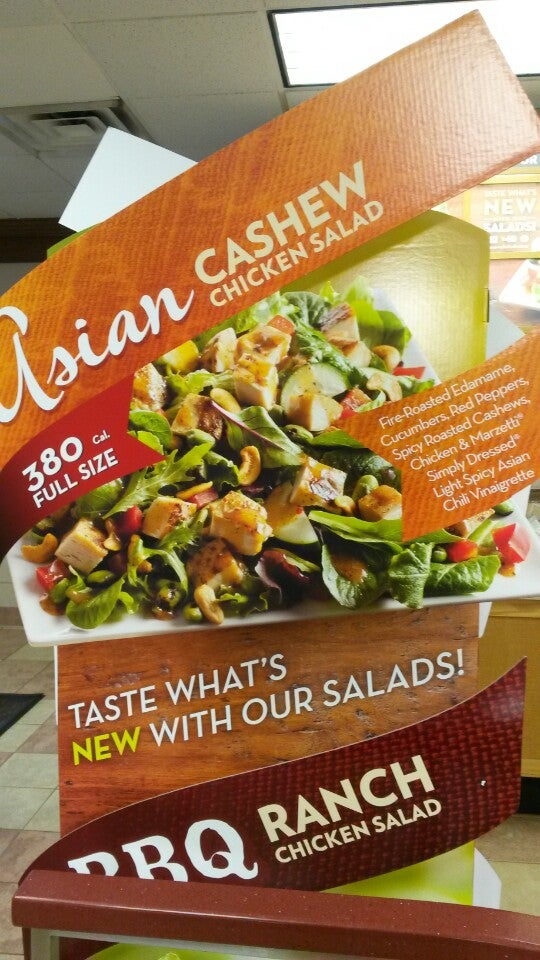 Asian
CASHEW
CHICKEN SALAD
380 Cal.
FULL SIZE
Fire-Roasted Edamame,
Cucumbers, Red Peppers,
Spicy Roasted Cashews,
Chicken & Marzetti®
Simply Dressed®
Light Spicy Asian
Chili Vinaigrette
TASTE WHAT'S
NEW WITH OUR SALADS!
BBQ
RANCH
CHICKEN SALAD
TASTE WHAT'S
NEW
SALADS!